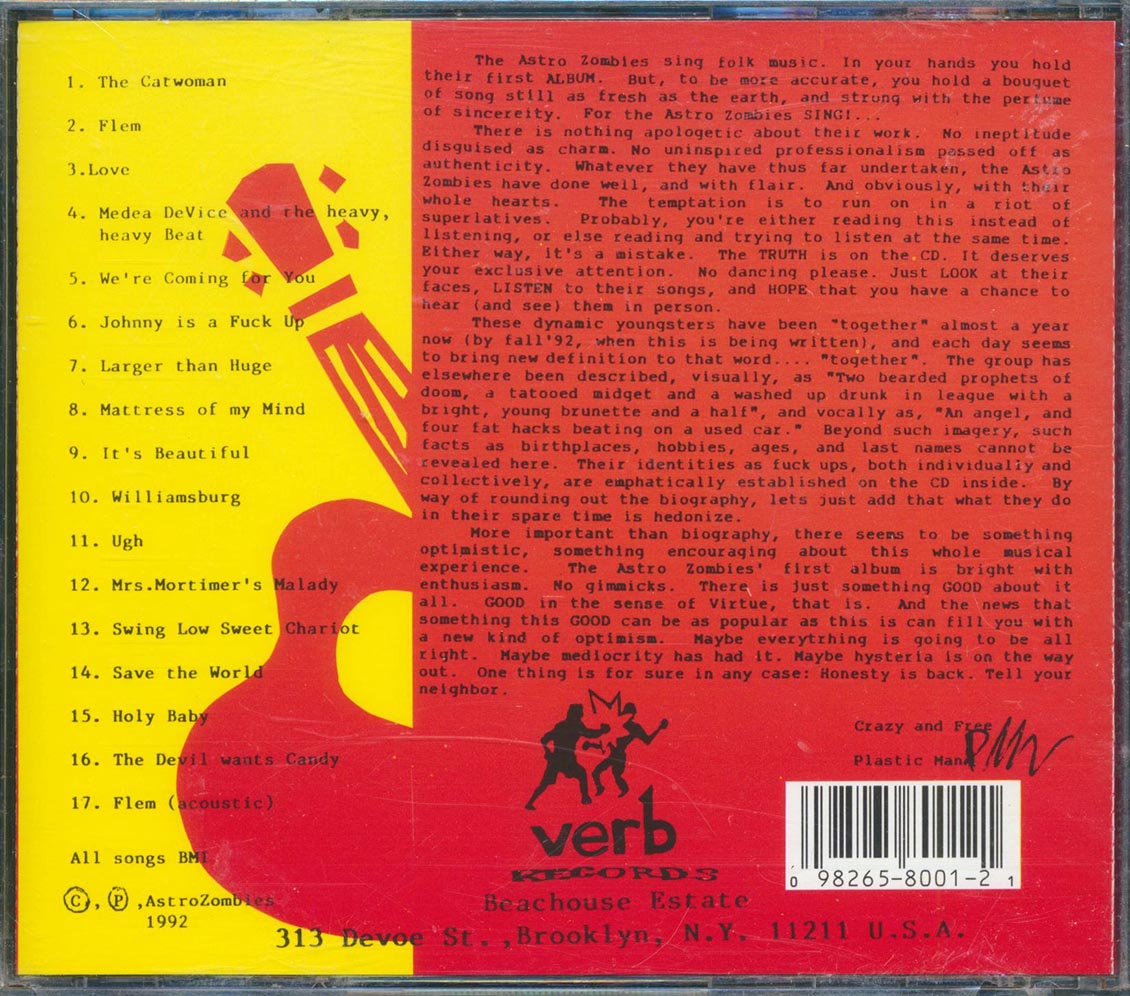 1. The Catwoman
2. Flem
3.Love
4. Medea DeVice and the heavy,
heavy Beat
5. We're Coming for You
6. Johnny is a Fuck Up
7. Larger than Huge
8. Mattress of my Mind
9. It's Beautiful
10. Williamsburg
11. Ugh
12. Mrs.Mortimer's Malady
13. Swing Low Sweet Chariot
14. Save the World
15. Holy Baby
16. The Devil wants Candy
17. Flem (acoustic)
All songs BMI
Ⓒ, Ⓟ ,AstroZombies
1992
The Astro Zombies sing folk music. In your hands you hold
their first ALBUM. But, to be more accurate, you hold a bouquet
of song still as fresh as the earth, and strong with the perfume
of sincereity. For the Astro Zombies SING!...
There is nothing apologetic about their work. No ineptitude
disguised as charm. No uninspired professionalism passed off as
authenticity. Whatever they have thus far undertaken, the Astro
Zombies have done well, and with flair. And obviously, with their
whole hearts. The temptation is to run on in a riot of
superlatives. Probably, you're either reading this instead of
listening, or else reading and trying to listen at the same time.
Either way, it's a mistake. The TRUTH is on the CD. It deserves
your exclusive attention. No dancing please. Just LOOK at their
faces, LISTEN to their songs, and HOPE that you have a chance to
hear (and see) them in person.
These dynamic youngsters have been "together" almost a year
now (by fall'92, when this is being written), and each day seems
to bring new definition to that word.... "together". The group has
elsewhere been described, visually, as "Two bearded prophets of
doom, a tatooed midget and a washed up drunk in league with a
bright, young brunette and a half", and vocally as, "An angel, and
four fat hacks beating on a used car." Beyond such imagery, such
facts as birthplaces, hobbies, ages, and last names cannot be
revealed here. Their identities as fuck ups, both individually and
collectively, are emphatically established on the CD inside. By
way of rounding out the biography, lets just add that what they do
in their spare time is hedonize.
More important than biography, there seems to be something
optimistic, something encouraging about this whole musical
experience. The Astro Zombies' first album is bright with
enthusiasm. No gimmicks. There is just something GOOD about it
all. GOOD in the sense of Virtue, that is. And the news that
something this GOOD can be as popular as this is can fill you with
a new kind of optimism. Maybe everytrhing is going to be all
right. Maybe mediocrity has had it. Maybe hysteria is on the way
out. One thing is for sure in any case: Honesty is back. Tell your
neighbor.
Crazy and Free
Plastic Man
verb
RECORDS
Beachouse Estate
313 Devoe St.,Brooklyn, N.Y. 11211 U.S.A.
0 98265-8001-2 1